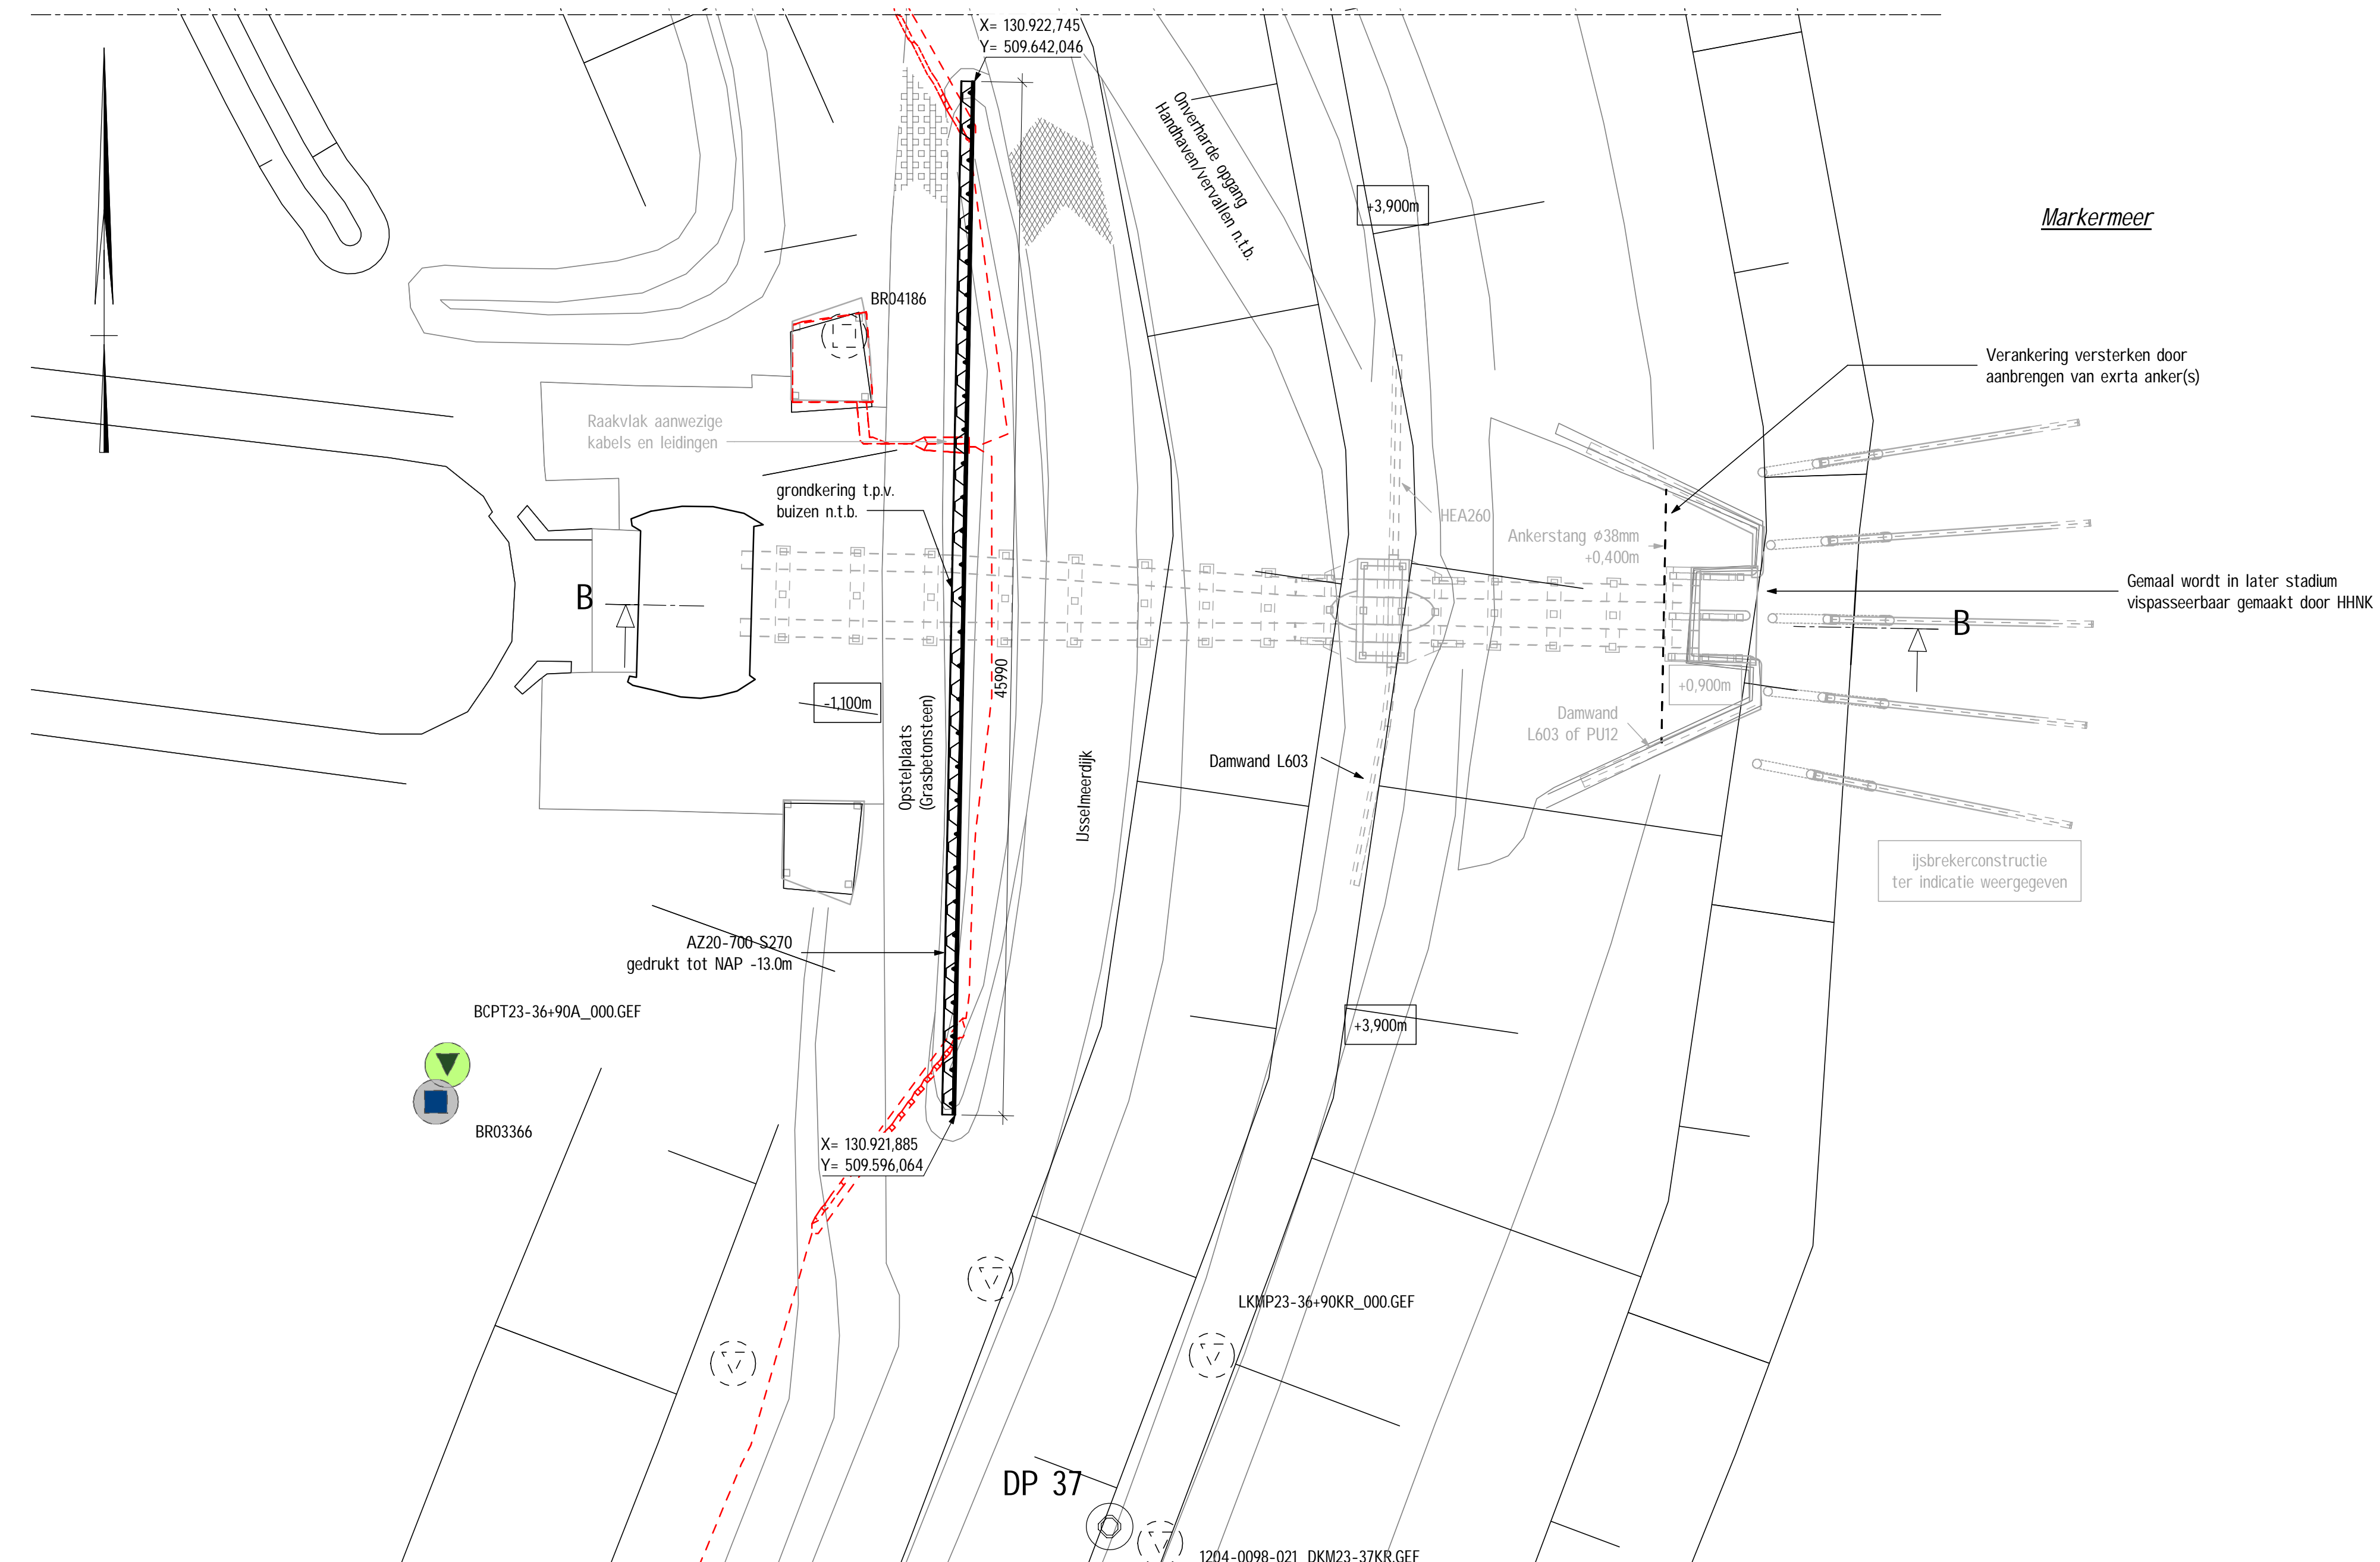 X= 130.922,745
Y= 509.642,046
Onverharde opgang
Handhaven/vervallen n.t.b.
+3,900m
Markermeer
BR04186
Verankering versterken door
aanbrengen van exrta anker(s)
Raakvlak aanwezige
kabels en leidingen
grondkering t.p.v.
buizen n.t.b.
HEA260
Ankerstang ⌀38mm
+0,400m
Gemaal wordt in later stadium
vispasseerbaar gemaakt door HHNK
B
B
45990
+0,900m
-1,100m
Opstelplaats
(Grasbetonsteen)
IJsselmeerdijk
Damwand
L603 of PU12
Damwand L603
ijsbrekerconstructie
ter indicatie weergegeven
AZ20-700 S270
gedrukt tot NAP -13.0m
BCPT23-36+90A_000.GEF
+3,900m
BR03366
X= 130.921,885
Y= 509.596,064
LKMP23-36+90KR_000.GEF
DP 37
1204-0098-021_DKM23-37KR.GEF